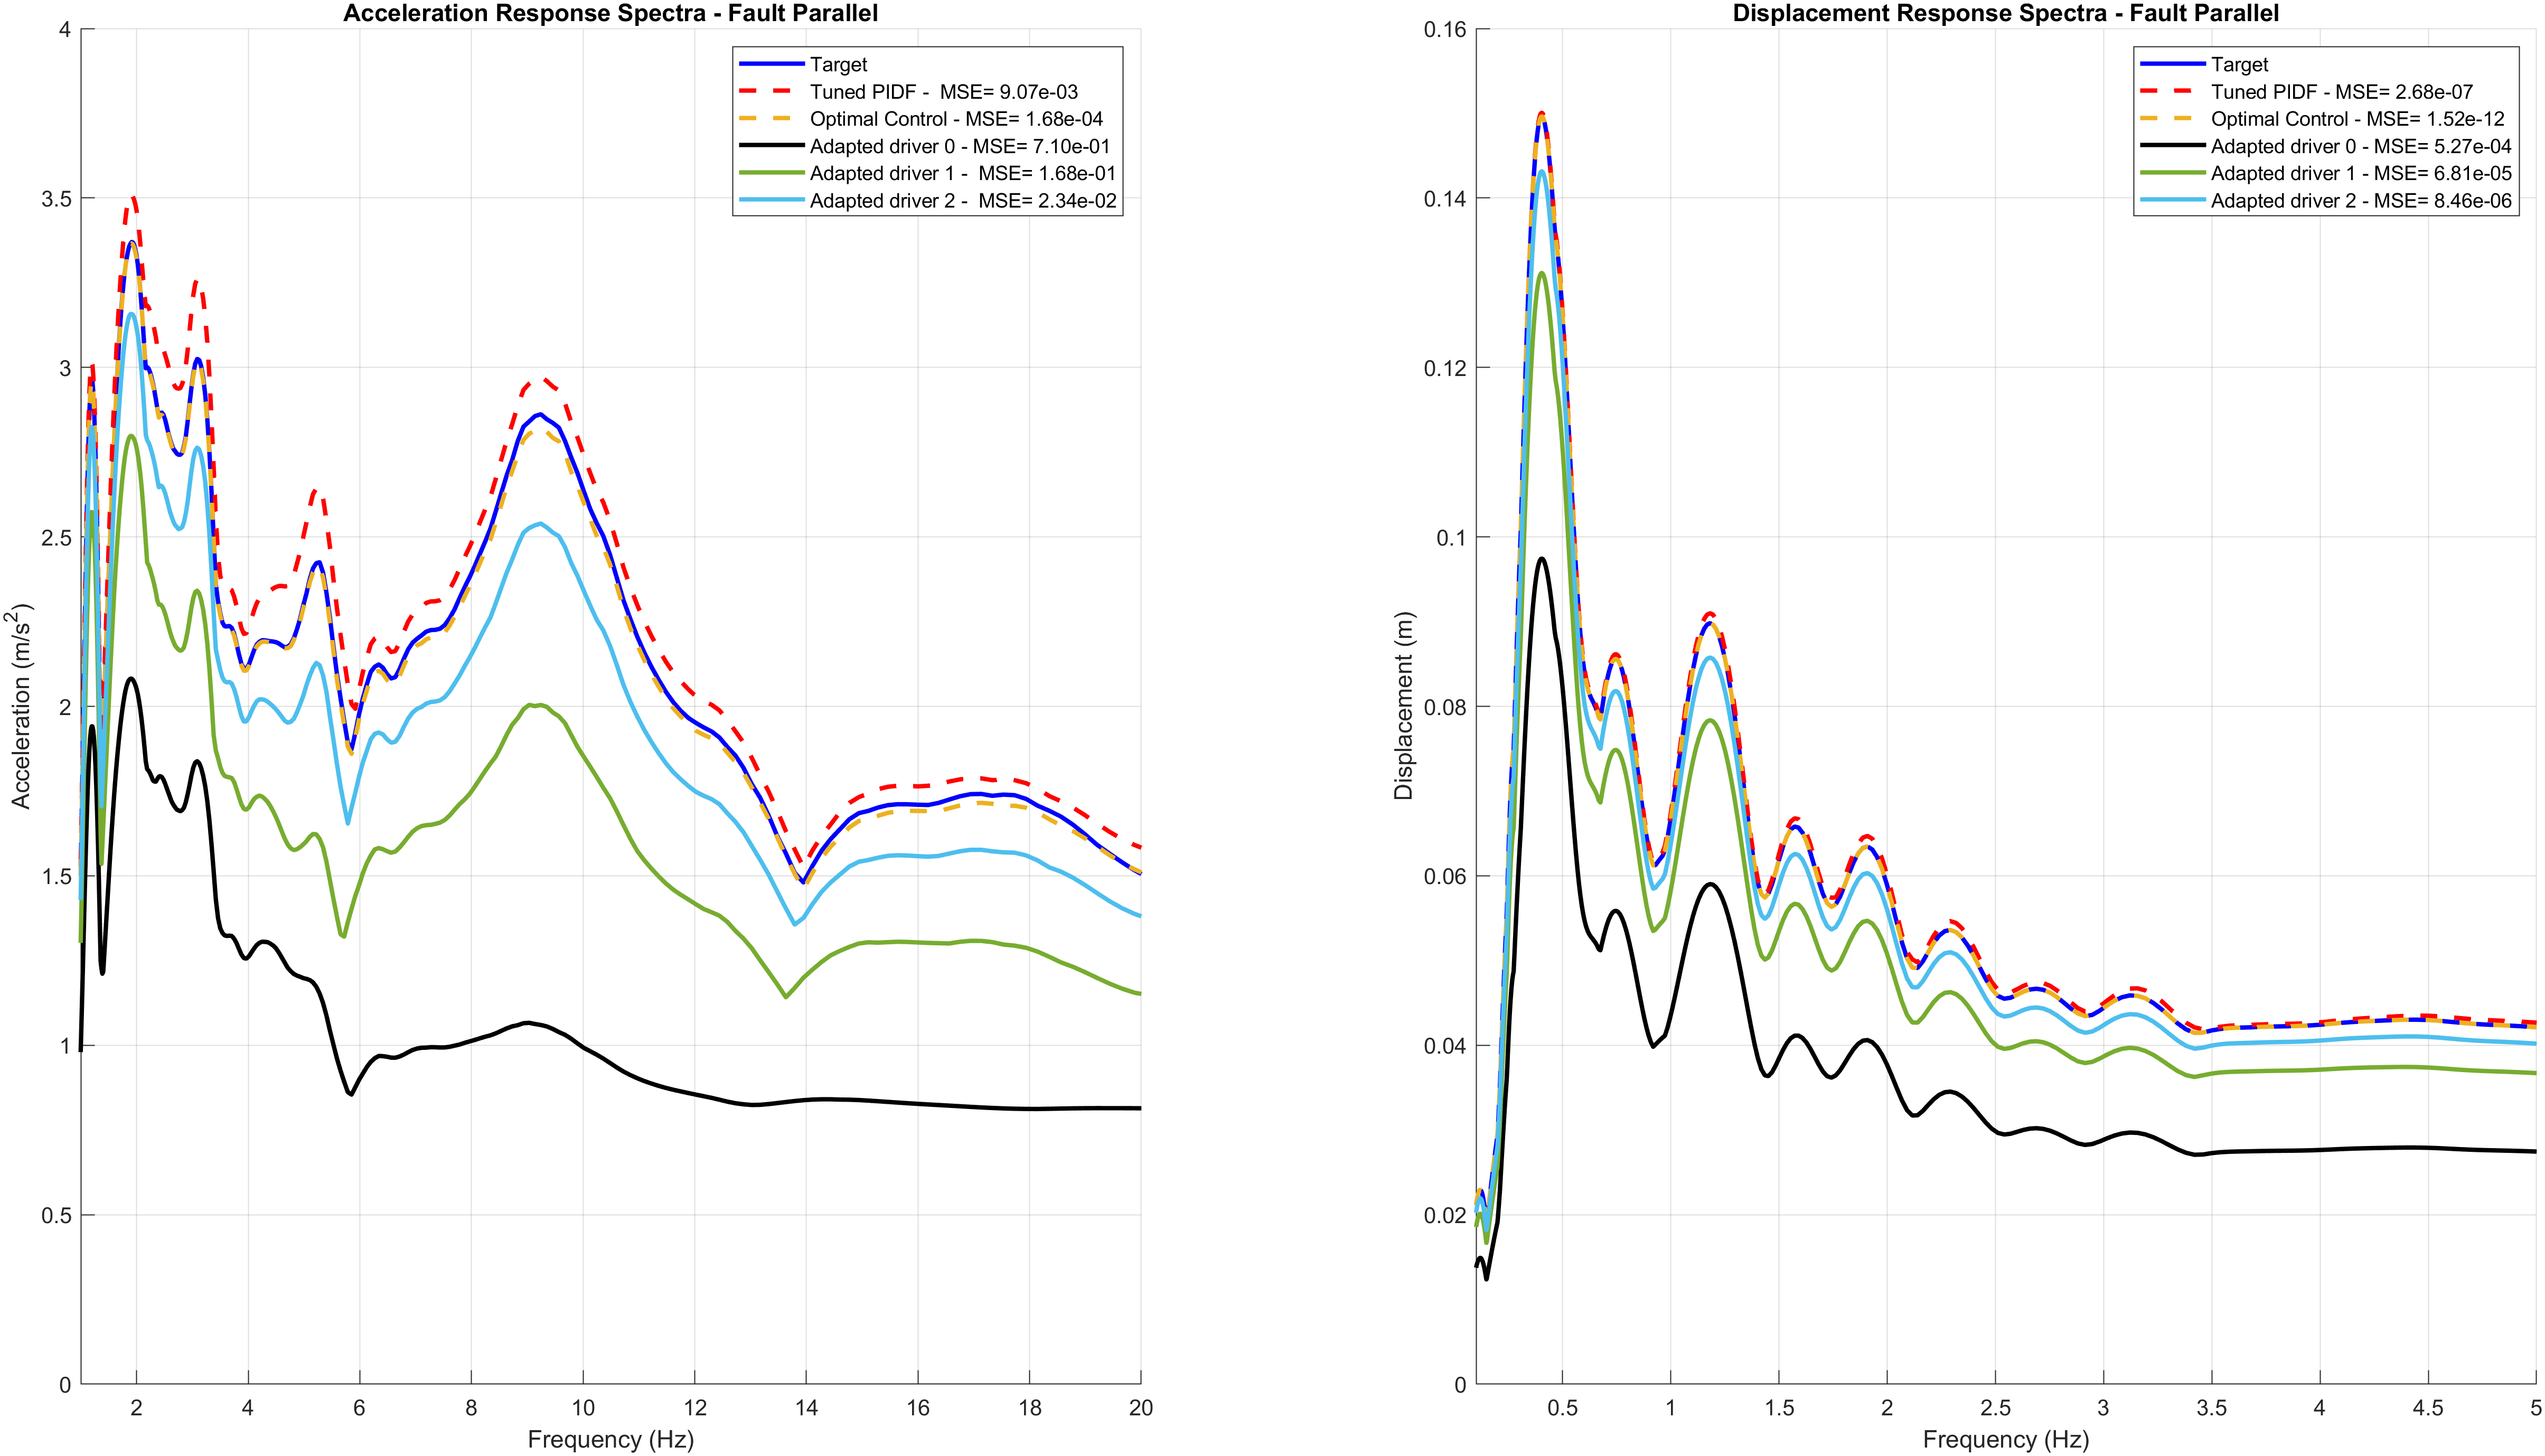 Acceleration Response Spectra - Fault Parallel
4
3.5
3
2.5
2
1.5
1
0.5
0
Acceleration (m/s²)
Target
Tuned PIDF -  MSE= 9.07e-03
Optimal Control - MSE= 1.68e-04
Adapted driver 0 - MSE= 7.10e-01
Adapted driver 1 -  MSE= 1.68e-01
Adapted driver 2 -  MSE= 2.34e-02
2 4 6 8 10 12 14 16 18 20
Frequency (Hz)
Displacement Response Spectra - Fault Parallel
0.16
0.14
0.12
0.1
0.08
0.06
0.04
0.02
0
Displacement (m)
Target
Tuned PIDF - MSE= 2.68e-07
Optimal Control - MSE= 1.52e-12
Adapted driver 0 - MSE= 5.27e-04
Adapted driver 1 - MSE= 6.81e-05
Adapted driver 2 - MSE= 8.46e-06
0.5 1 1.5 2 2.5 3 3.5 4 4.5 5
Frequency (Hz)